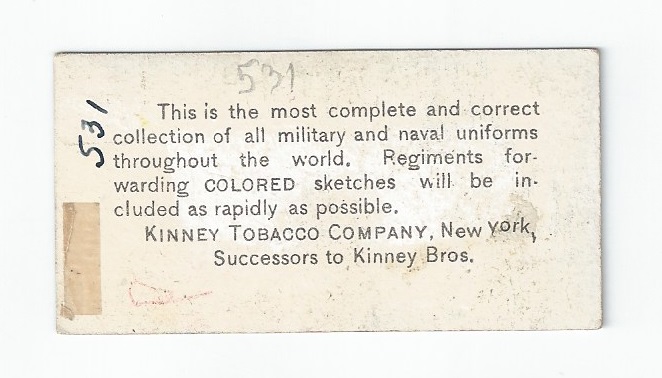 531
531
This is the most complete and correct
collection of all military and naval uniforms
throughout the world. Regiments for-
warding COLORED sketches will be in-
cluded as rapidly as possible.
KINNEY TOBACCO COMPANY, New York,
Successors to Kinney Bros.